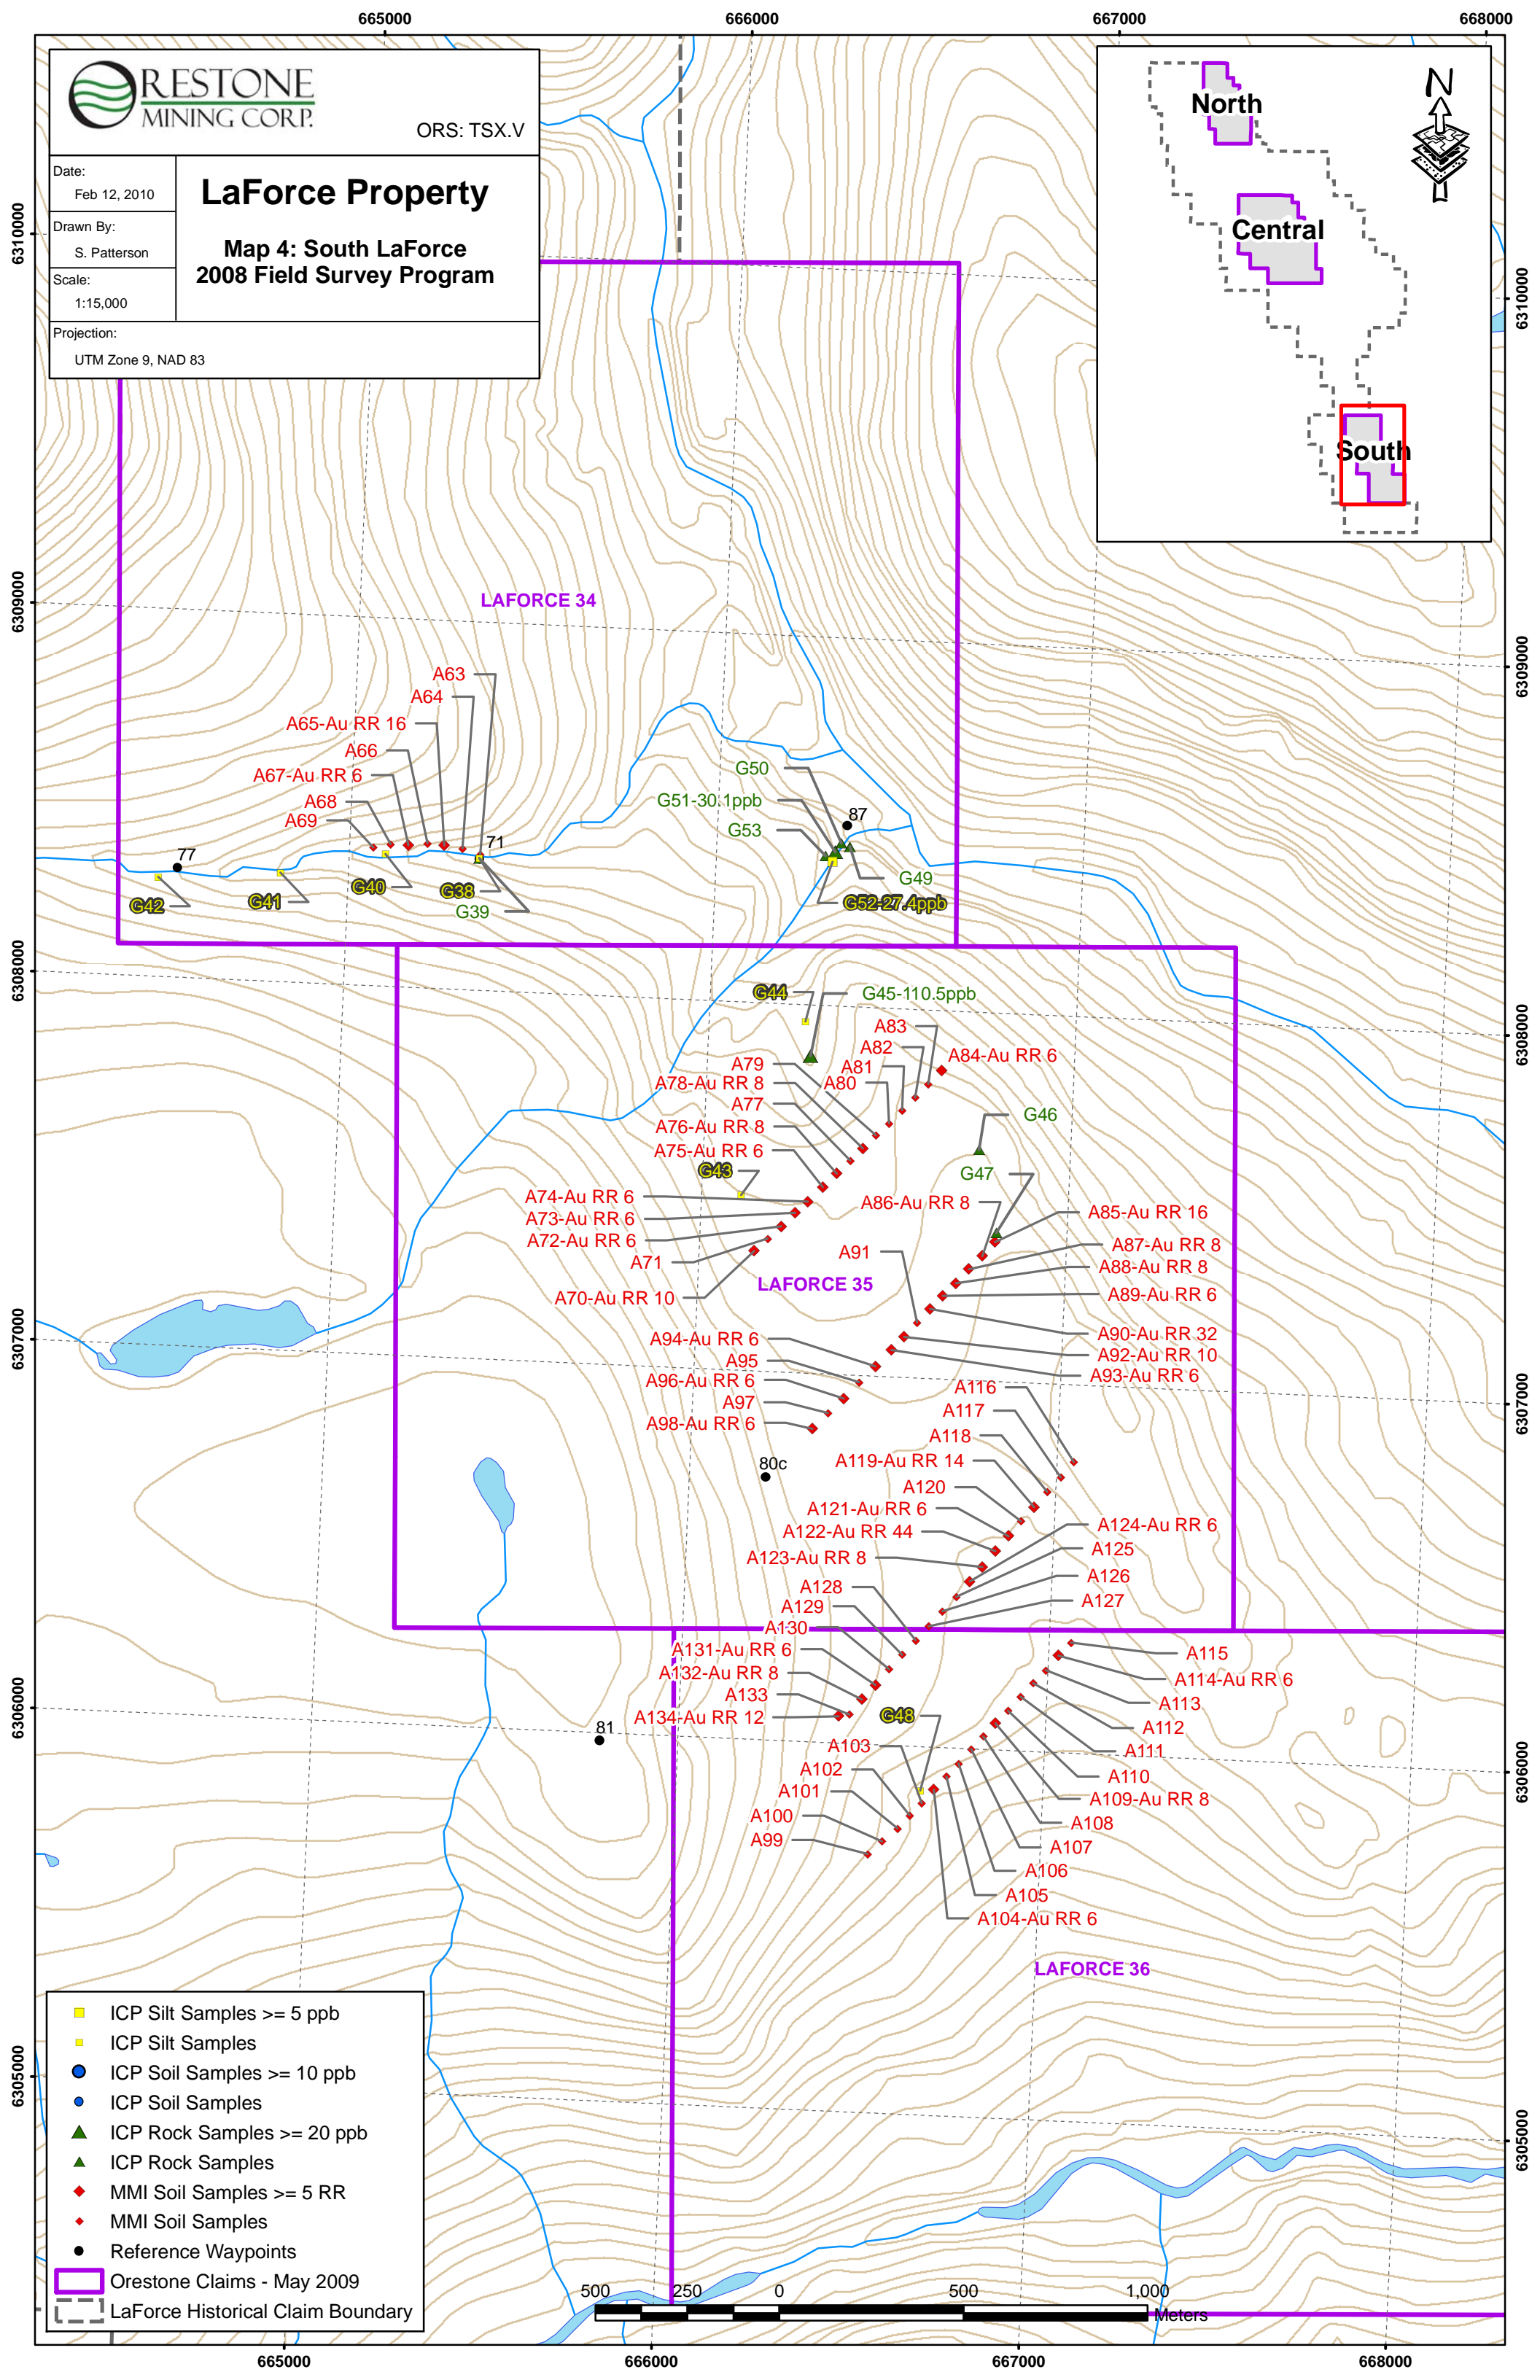 665000
666000
667000
668000
ORESTONE
MINING CORP.
ORS: TSX.V
Date:
Feb 12, 2010
Drawn By:
S. Patterson
Scale:
1:15,000
LaForce Property
Map 4: South LaForce
2008 Field Survey Program
Projection:
UTM Zone 9, NAD 83
North
Central
South
N
6310000
6310000
6309000
6309000
LAFORCE 34
A63
A64
A65-Au RR 16
A66
A67-Au RR 6
A68
A69
71
77
G42
G41
G40
G38
G39
G50
G51-30.1ppb
G53
87
G49
G52-27.4ppb
6308000
6308000
G44
G45-110.5ppb
A83
A82
A84-Au RR 6
A79
A81
A78-Au RR 8
A80
A77
G46
A76-Au RR 8
A75-Au RR 6
G43
G47
A74-Au RR 6
A86-Au RR 8
A85-Au RR 16
A73-Au RR 6
A72-Au RR 6
A87-Au RR 8
A71
A91
A88-Au RR 8
LAFORCE 35
A70-Au RR 10
A89-Au RR 6
6307000
6307000
A94-Au RR 6
A90-Au RR 32
A95
A92-Au RR 10
A96-Au RR 6
A93-Au RR 6
A97
A116
A98-Au RR 6
A117
A118
80c
A119-Au RR 14
A120
A121-Au RR 6
A124-Au RR 6
A122-Au RR 44
A125
A123-Au RR 8
A126
A128
A127
A129
A130
A131-Au RR 6
A115
A132-Au RR 8
A114-Au RR 6
A133
A113
A134-Au RR 12
G48
6306000
6306000
81
A112
A103
A111
A102
A110
A101
A109-Au RR 8
A100
A108
A99
A107
A106
A105
A104-Au RR 6
LAFORCE 36
6305000
6305000
ICP Silt Samples >= 5 ppb
ICP Silt Samples
ICP Soil Samples >= 10 ppb
ICP Soil Samples
ICP Rock Samples >= 20 ppb
ICP Rock Samples
MMI Soil Samples >= 5 RR
MMI Soil Samples
Reference Waypoints
Orestone Claims - May 2009
LaForce Historical Claim Boundary
500
250
0
500
1,000
Meters
665000
666000
667000
668000